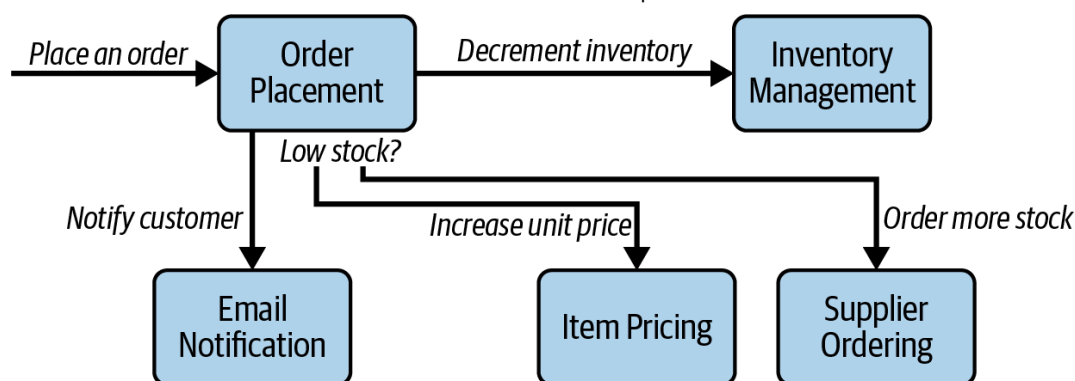 Place an order
Order
Placement
Decrement inventory
Inventory
Management
Low stock?
Notify customer
Increase unit price
Order more stock
Email
Notification
Item Pricing
Supplier
Ordering